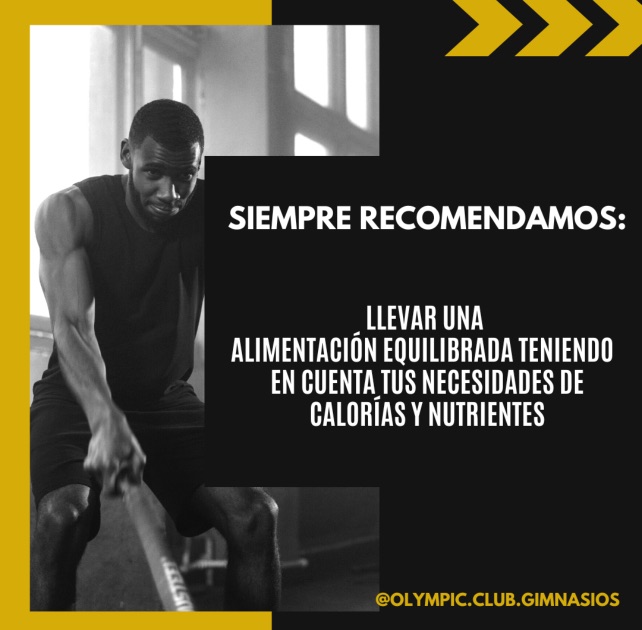 SIEMPRE RECOMENDAMOS:
LLEVAR UNA
ALIMENTACIÓN EQUILIBRADA TENIENDO
EN CUENTA TUS NECESIDADES DE
CALORÍAS Y NUTRIENTES
@OLYMPIC.CLUB.GIMNASIOS